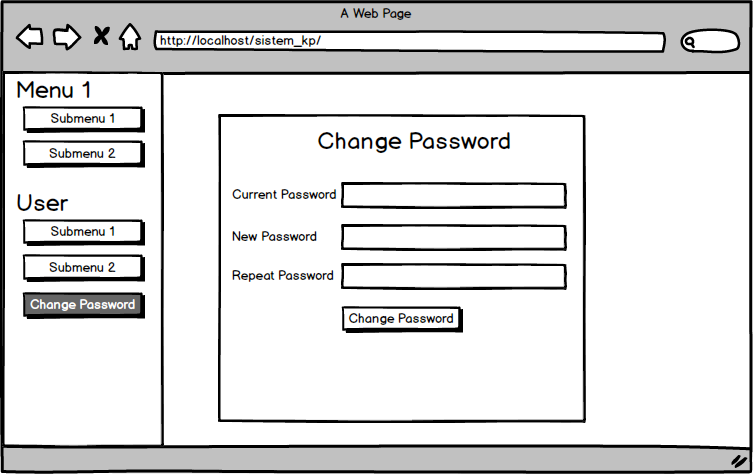 A Web Page
http://localhost/sistem_kp/
Menu 1
Submenu 1
Submenu 2
User
Submenu 1
Submenu 2
Change Password
Change Password
Current Password
New Password
Repeat Password
Change Password